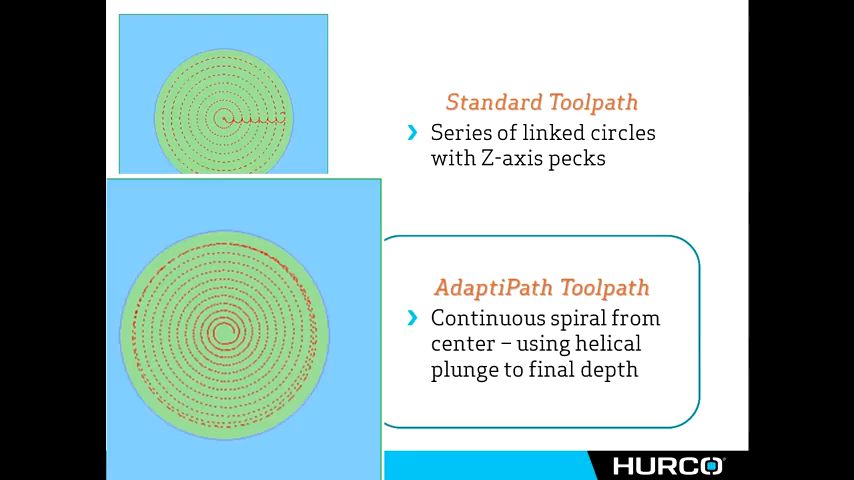 Standard Toolpath
Series of linked circles
with Z-axis pecks
AdaptiPath Toolpath
Continuous spiral from
center – using helical
plunge to final depth
HURCO